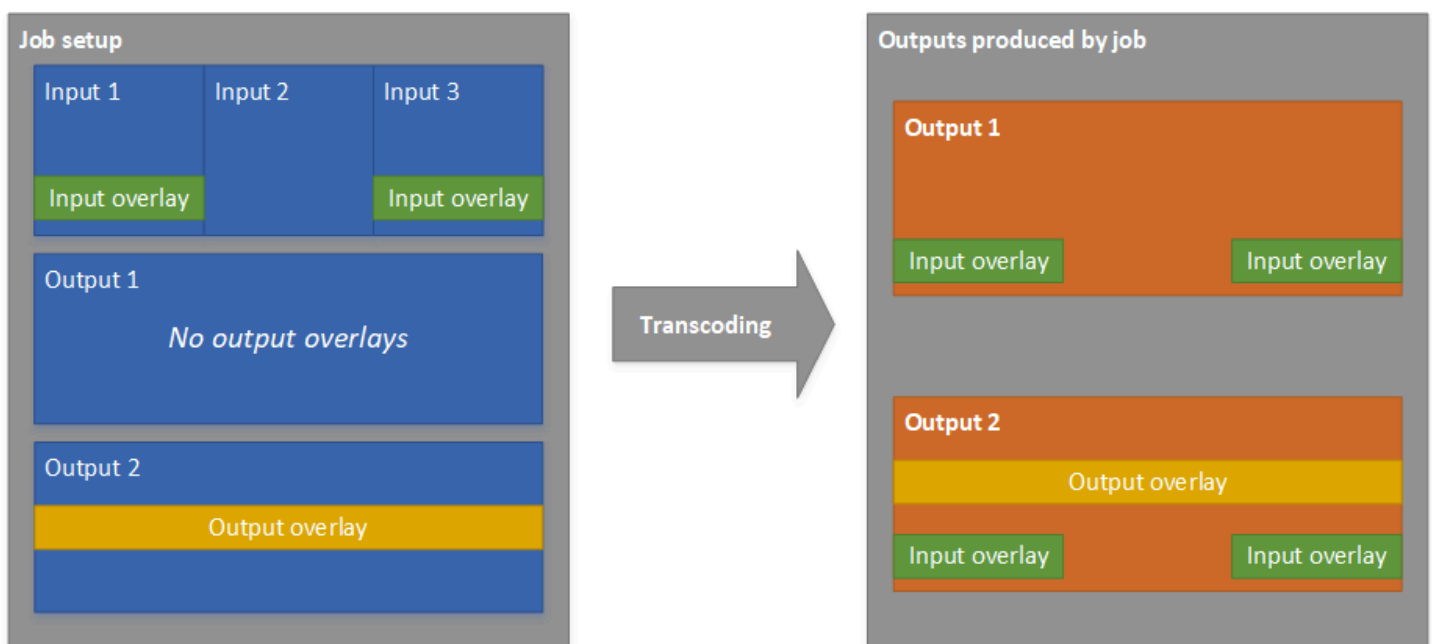 Job setup
Input 1
Input 2
Input 3
Input overlay
Input overlay
Output 1
No output overlays
Output 2
Output overlay
Transcoding
Outputs produced by job
Output 1
Input overlay
Input overlay
Output 2
Output overlay
Input overlay
Input overlay